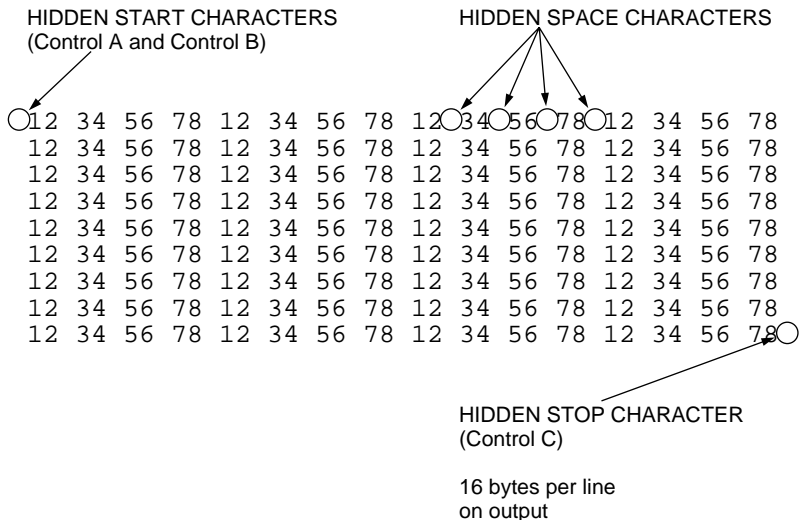 HIDDEN START CHARACTERS
(Control A and Control B)
HIDDEN SPACE CHARACTERS
12 34 56 78 12 34 56 78 12 34 56 78 12 34 56 78
12 34 56 78 12 34 56 78 12 34 56 78 12 34 56 78
12 34 56 78 12 34 56 78 12 34 56 78 12 34 56 78
12 34 56 78 12 34 56 78 12 34 56 78 12 34 56 78
12 34 56 78 12 34 56 78 12 34 56 78 12 34 56 78
12 34 56 78 12 34 56 78 12 34 56 78 12 34 56 78
12 34 56 78 12 34 56 78 12 34 56 78 12 34 56 78
12 34 56 78 12 34 56 78 12 34 56 78 12 34 56 78
12 34 56 78 12 34 56 78 12 34 56 78 12 34 56 78
HIDDEN STOP CHARACTER
(Control C)
16 bytes per line
on output